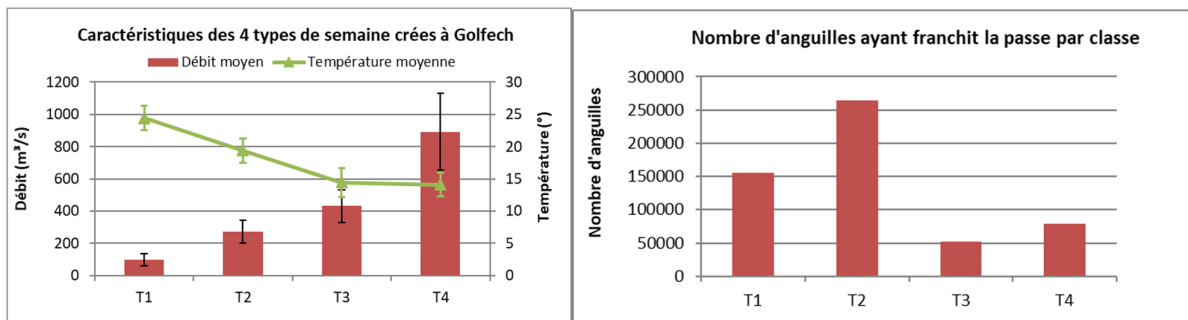 Caractéristiques des 4 types de semaine crées à Golfech
Débit moyen
Température moyenne
1200
1000
800
600
400
200
0
Débit (m³/s)
30
25
20
15
10
5
0
Température (°)
T1
T2
T3
T4
Nombre d'anguilles ayant franchit la passe par classe
300000
250000
200000
150000
100000
50000
0
Nombre d'anguilles
T1
T2
T3
T4